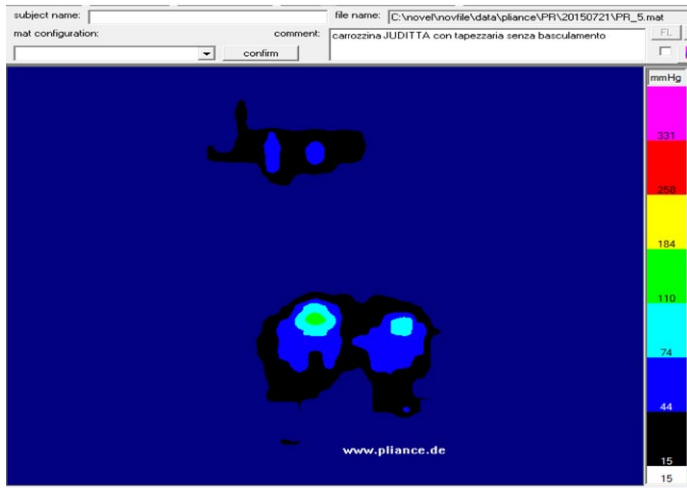 subject name:
file name: C:\novel\novfile\data\pliance\PR\20150721\PR_5.mat
mat configuration:
comment: carrozzina JUDITTA con tapezzaria senza basculamento
FL
confirm
mmHg
331
258
184
110
74
44
15
15
www.pliance.de